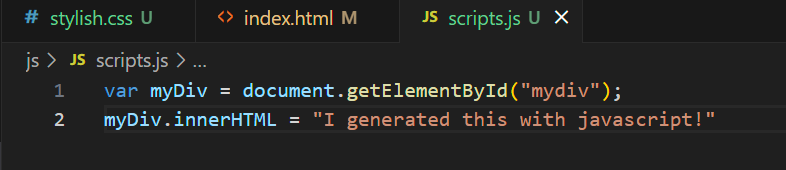 # stylish.css U <> index.html M JS scripts.js U ×
js > JS scripts.js > ...
1 var myDiv = document.getElementById("mydiv");
2 myDiv.innerHTML = "I generated this with javascript!"